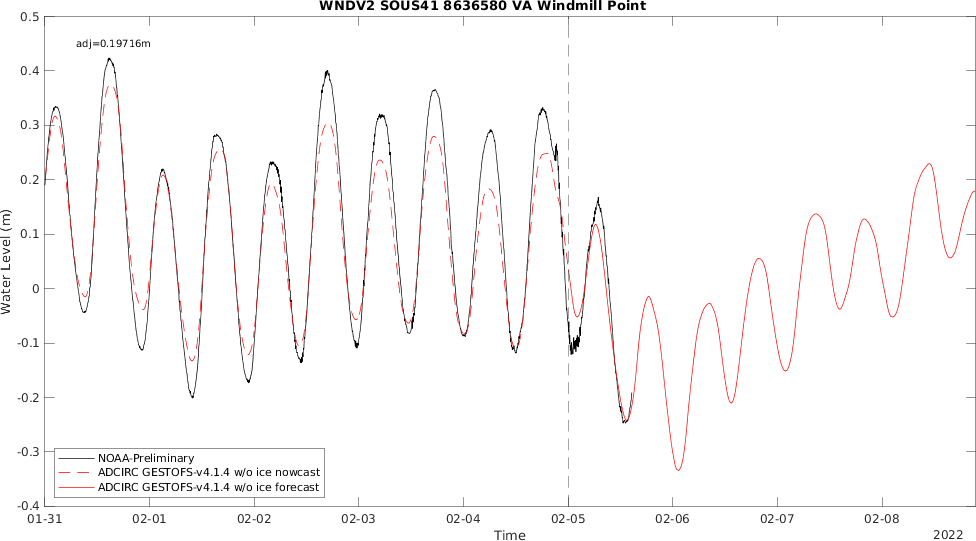 WNDV2 SOUS41 8636580 VA Windmill Point
adj=0.19716m
0.5
0.4
0.3
0.2
0.1
0
-0.1
-0.2
-0.3
-0.4
Water Level (m)
NOAA-Preliminary
ADCIRC GESTOFS-v4.1.4 w/o ice nowcast
ADCIRC GESTOFS-v4.1.4 w/o ice forecast
01-31 02-01 02-02 02-03 02-04 02-05 02-06 02-07 02-08
Time
2022